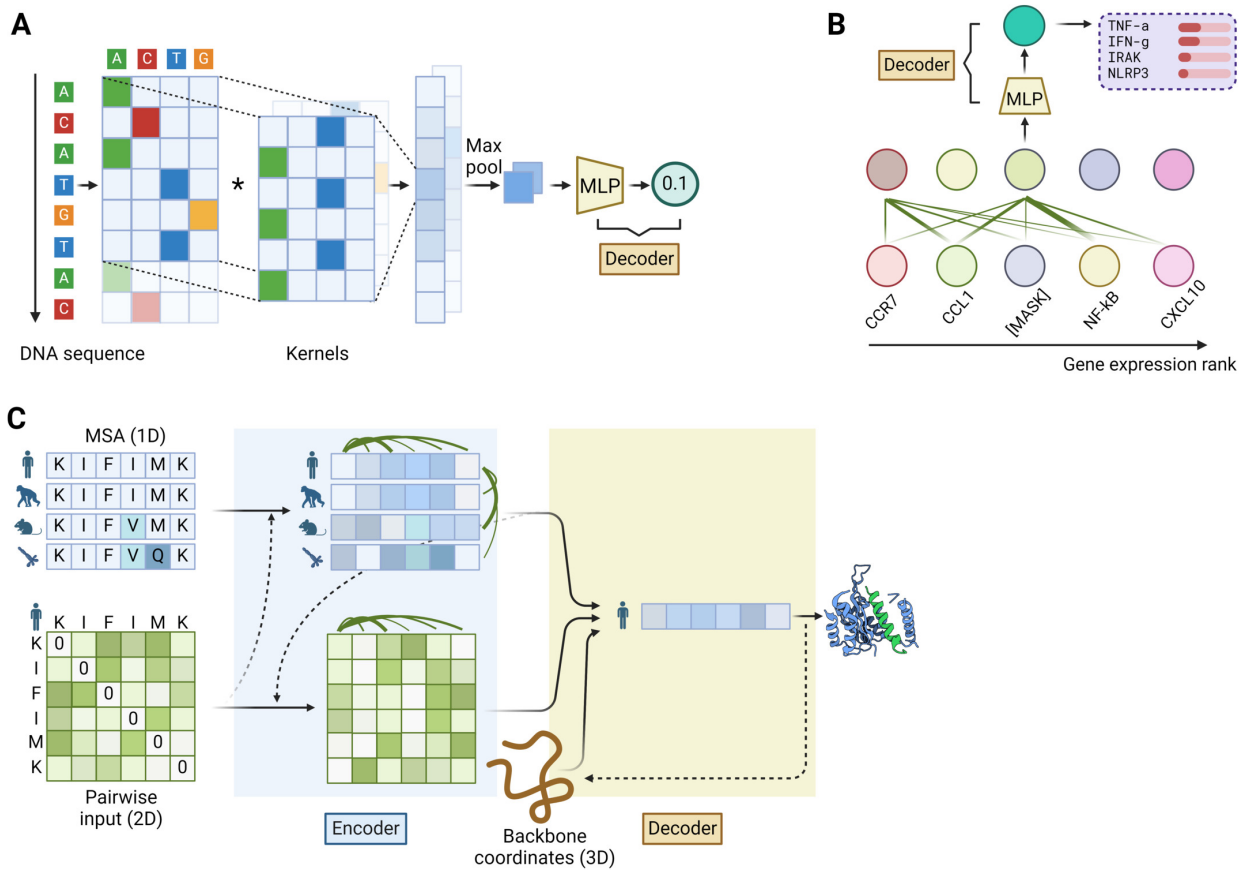 A
A C T G
A
C
A
T
G
T
A
C
*
Max
pool
MLP
0.1
Decoder
DNA sequence
Kernels
B
TNF-a
IFN-g
IRAK
NLRP3
Decoder
MLP
CCR7
CCL1
[MASK]
NF-kB
CXCL10
Gene expression rank
C
MSA (1D)
K I F I M K
K I F I M K
K I F V M K
K I F V Q K
K I F I M K
K 0
I 0
F 0
I 0
M 0
K 0
Pairwise
input (2D)
Encoder
Backbone
coordinates (3D)
Decoder